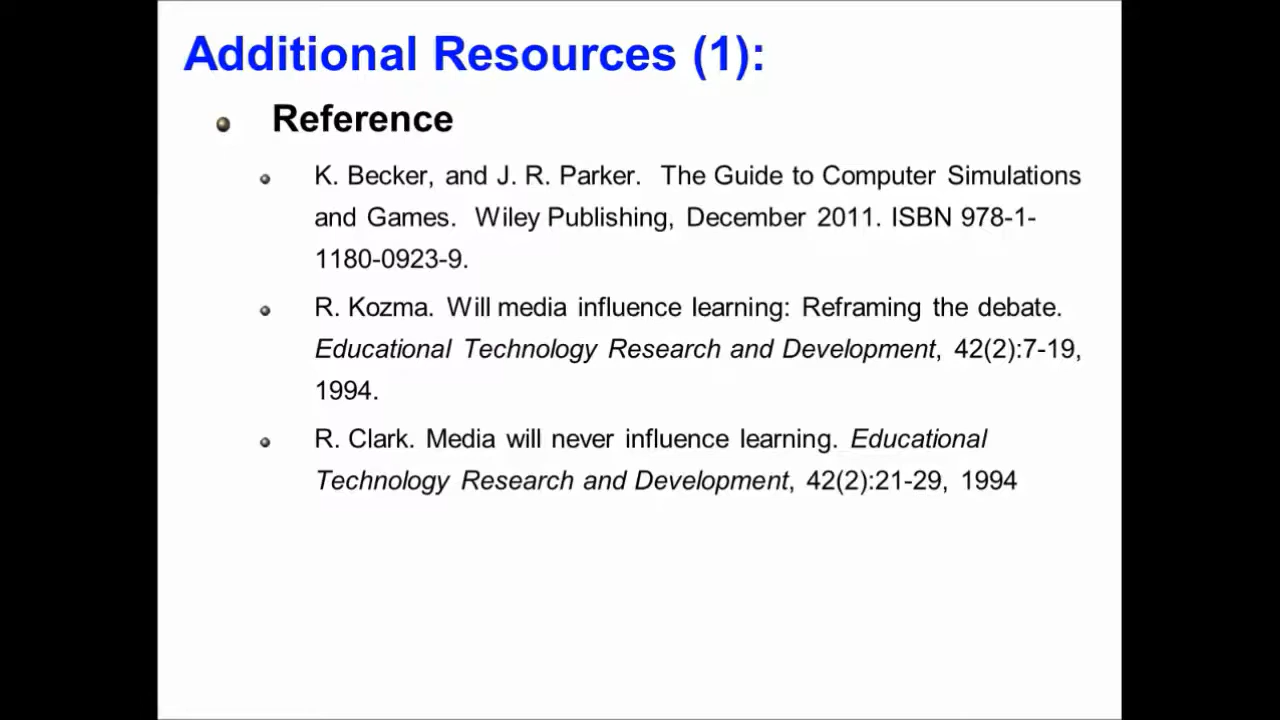 Additional Resources (1):
Reference
K. Becker, and J. R. Parker. The Guide to Computer Simulations
and Games. Wiley Publishing, December 2011. ISBN 978-1-
1180-0923-9.
R. Kozma. Will media influence learning: Reframing the debate.
Educational Technology Research and Development, 42(2):7-19,
1994.
R. Clark. Media will never influence learning. Educational
Technology Research and Development, 42(2):21-29, 1994